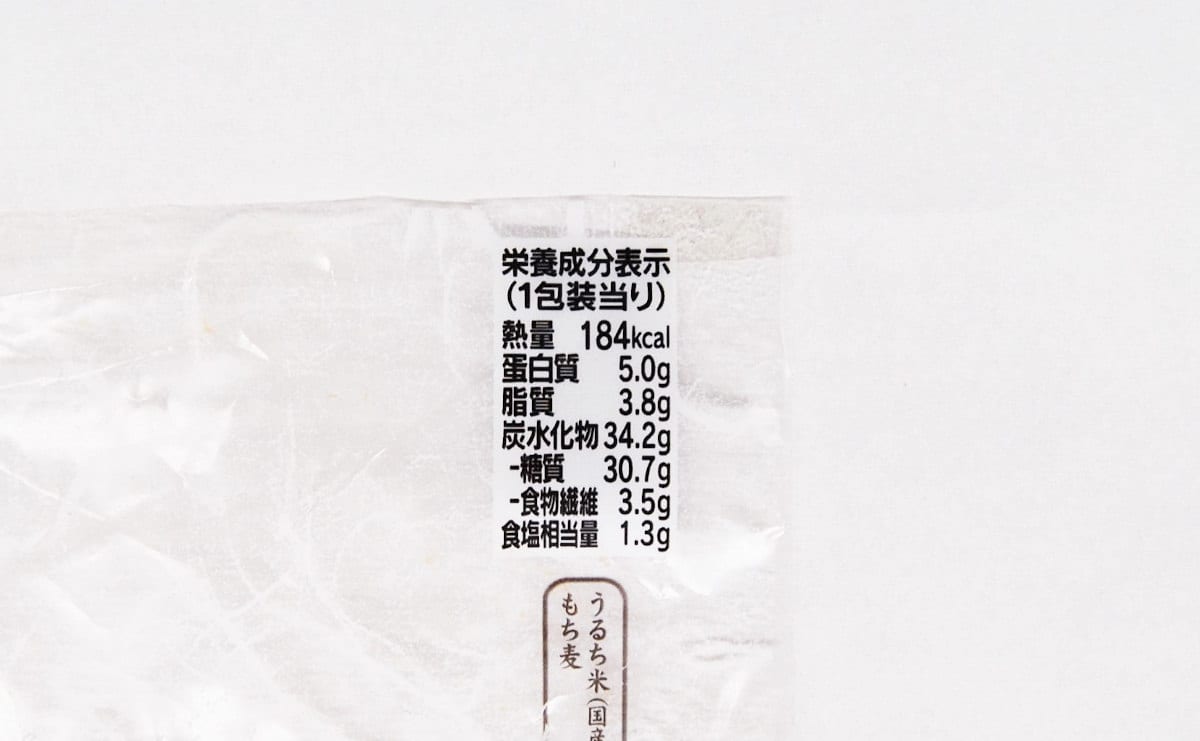 栄養成分表示
(1包装当り)
熱量 184kcal
蛋白質 5.0g
脂質 3.8g
炭水化物 34.2g
-糖質 30.7g
-食物繊維 3.5g
食塩相当量 1.3g
うるち米(国産
もち麦